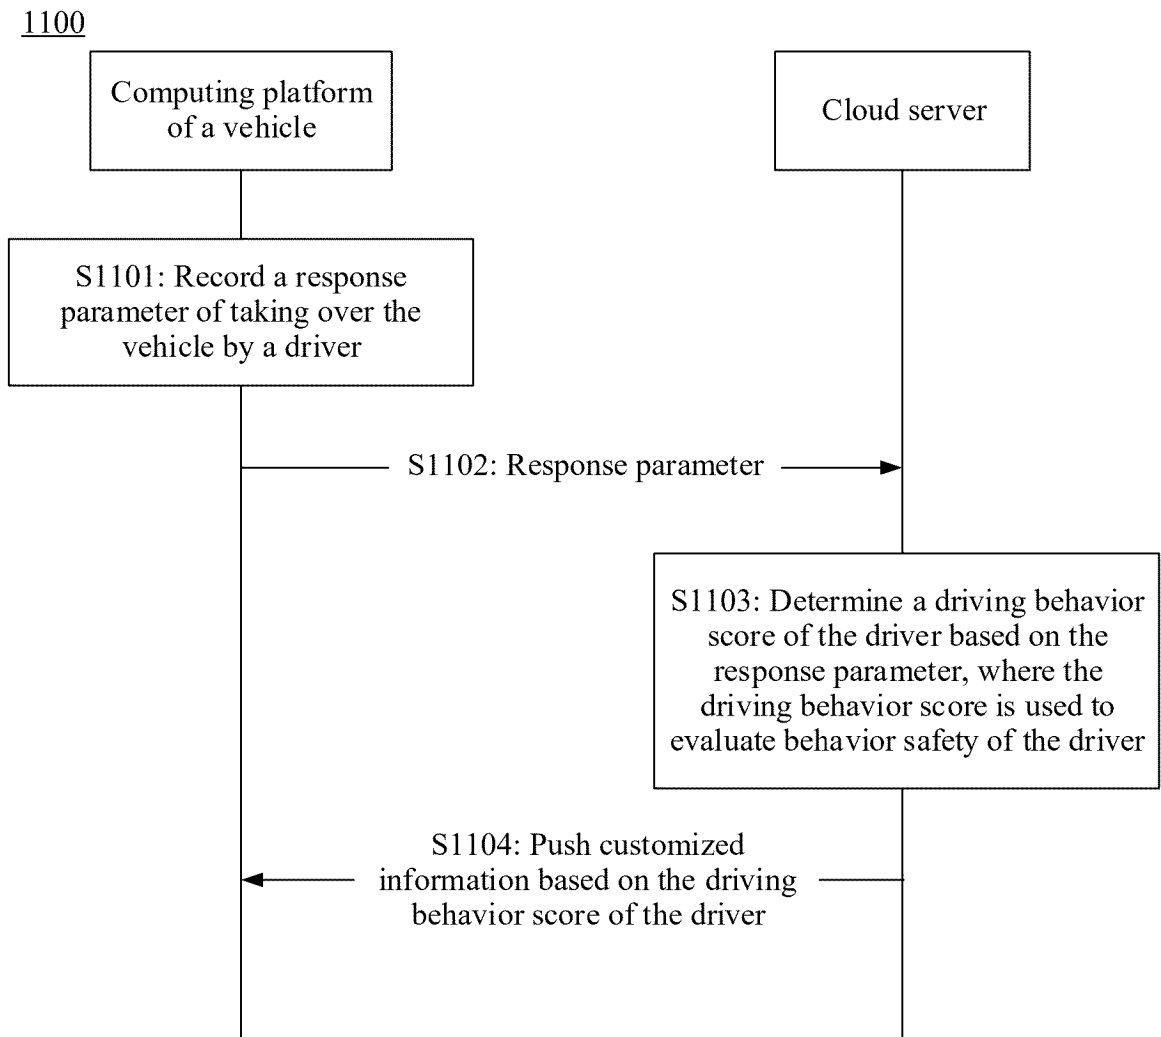 1100
Computing platform
of a vehicle
Cloud server
S1101: Record a response
parameter of taking over the
vehicle by a driver
S1102: Response parameter
S1103: Determine a driving behavior
score of the driver based on the
response parameter, where the
driving behavior score is used to
evaluate behavior safety of the driver
S1104: Push customized
information based on the driving
behavior score of the driver